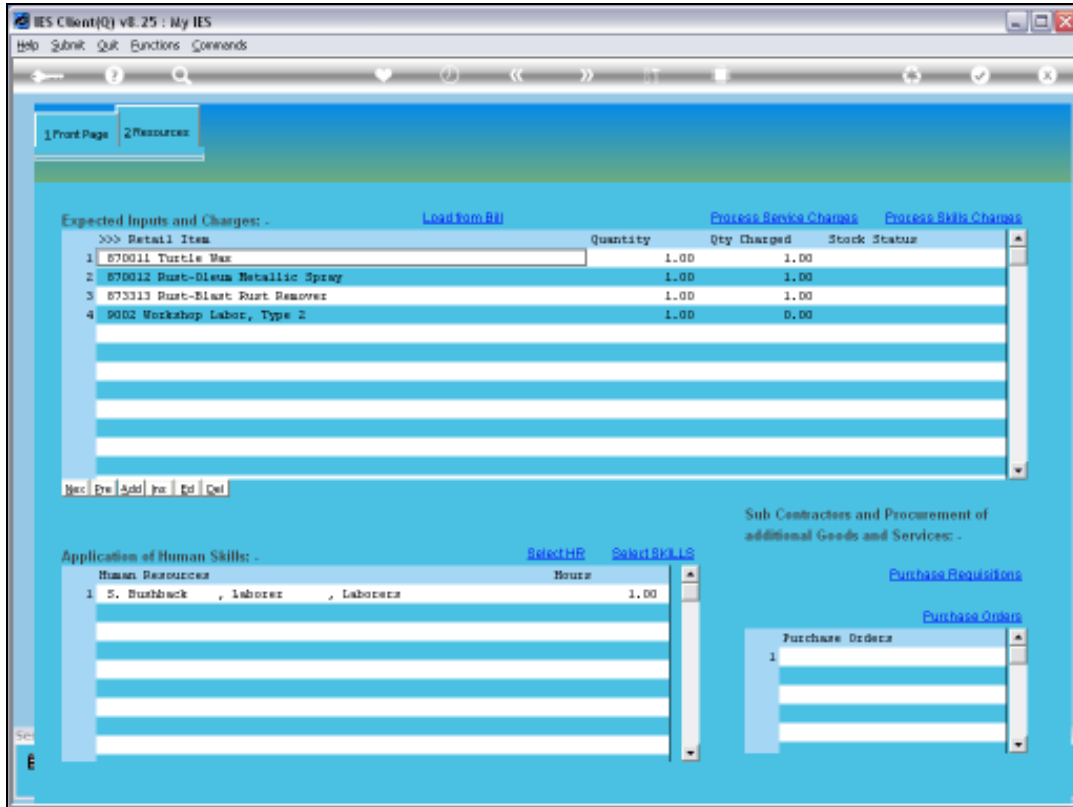 IES Client(Q) v8.25 : My IES
Help Submit Quit Functions Commands
1 Front Page 2 Resources
Expected Inputs and Charges: - Load from Bill Process Service Charges Process Skills Charges
>>> Retail Item Quantity Qty Charged Stock Status
1 870011 Turtle Wax 1.00 1.00
2 870012 Rust-Oleum Metallic Spray 1.00 1.00
3 873313 Rust-Blast Rust Remover 1.00 1.00
4 9002 Workshop Labor, Type 2 1.00 0.00
Nex Pre Add Ins Ed Del
Sub Contractors and Procurement of
additional Goods and Services: -
Application of Human Skills: - Select HR Select SKILLS
Human Resources Hours
Purchase Requisitions
1 S. Bushback , laborer , Laborers 1.00
Purchase Orders
Purchase Orders
1